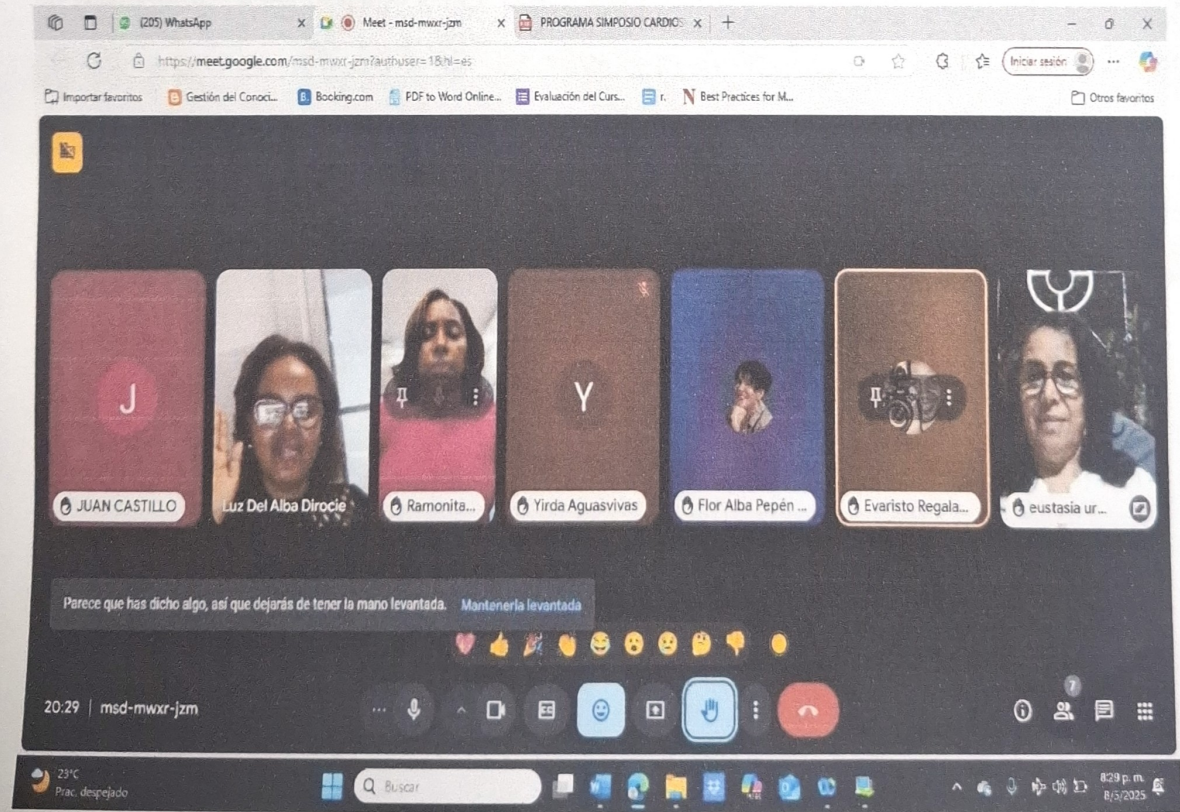 (205) WhatsApp
Meet - msd-mwxr-jzm
PROGRAMA SIMPOSIO CARDIOS
https://meet.google.com/msd-mwxr-jzm?authuser=1&hl=es
Iniciar sesión
Importar favoritos
Gestión del Conoci...
Booking.com
PDF to Word Online...
Evaluación del Curs...
r.
Best Practices for M...
Otros favoritos
J
Y
JUAN CASTILLO
Luz Del Alba Dirocie
Ramonita...
Yirda Aguasvivas
Flor Alba Pepén ...
Evaristo Regala...
eustasia ur...
Parece que has dicho algo, así que dejarás de tener la mano levantada. Mantenerla levantada
20:29 | msd-mwxr-jzm
7
23°C
Prac. despejado
Buscar
8:29 p. m.
8/5/2025